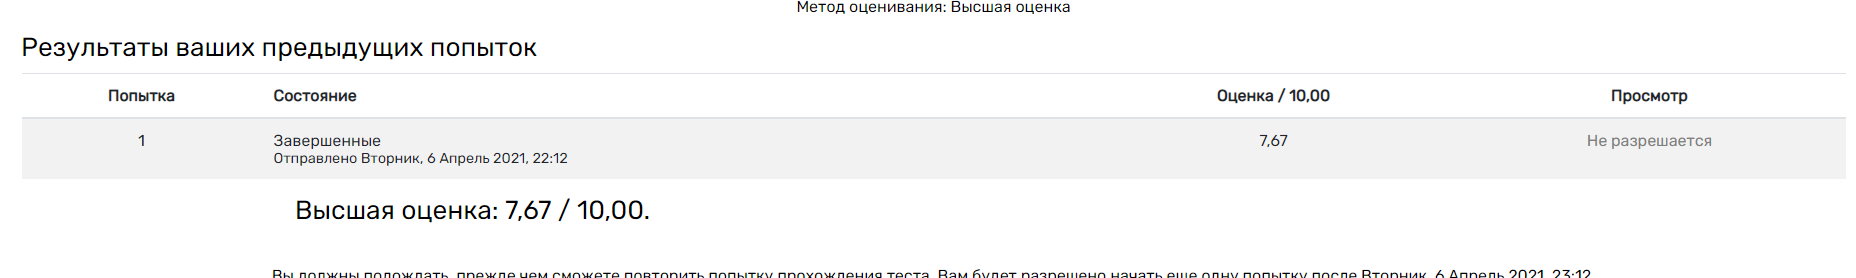 Метод оценивания: Высшая оценка
Результаты ваших предыдущих попыток
Попытка Состояние Оценка / 10,00 Просмотр
1 Завершенные 7,67 Не разрешается
Отправлено Вторник, 6 Апрель 2021, 22:12
Высшая оценка: 7,67 / 10,00.
Вы должны подождать, прежде чем сможете повторить попытку прохождения теста. Вам будет разрешено начать еще одну попытку после Вторник, 6 Апрель 2021, 23:12